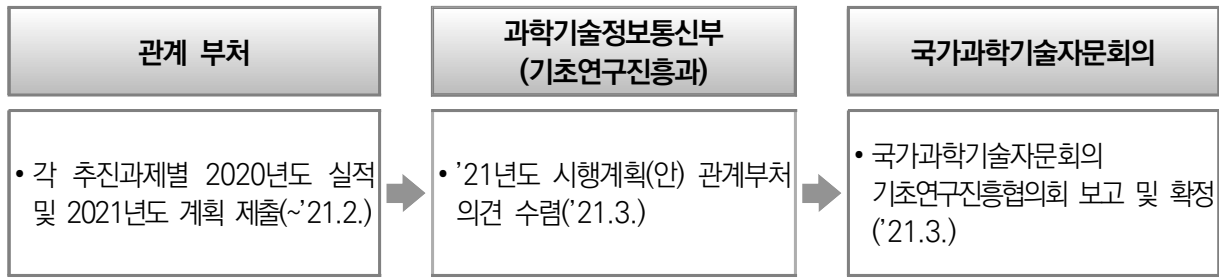 관계 부처
과학기술정보통신부
(기초연구진흥과)
국가과학기술자문회의
• 각 추진과제별 2020년도 실적
및 2021년도 계획 제출(~’21.2.)
• ’21년도 시행계획(안) 관계부처
의견 수렴(’21.3.)
• 국가과학기술자문회의
기초연구진흥협의회 보고 및 확정
(’21.3.)